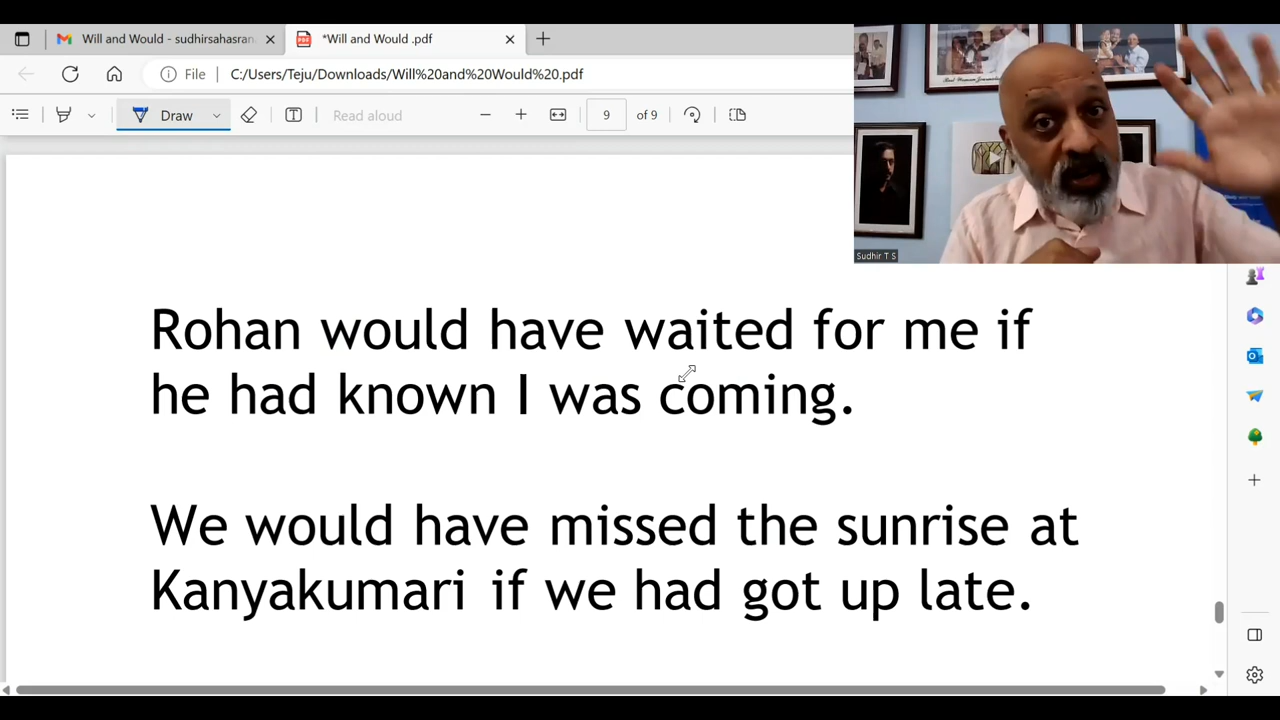 Will and Would - sudhirsahasran
*Will and Would .pdf
File
C:/Users/Teju/Downloads/Will%20and%20Would%20.pdf
Draw
Read aloud
9 of 9
Sudhir T S
Rohan would have waited for me if
he had known I was coming.
We would have missed the sunrise at
Kanyakumari if we had got up late.